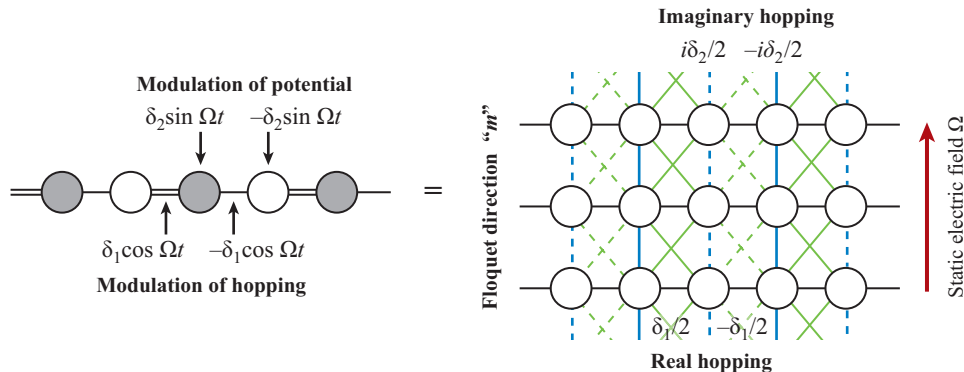 Modulation of potential
δ₂sin Ωt
−δ₂sin Ωt
=
δ₁cos Ωt
−δ₁cos Ωt
Modulation of hopping
Imaginary hopping
iδ₂/2
−iδ₂/2
Floquet direction “m”
Static electric field Ω
δ₁/2
−δ₁/2
Real hopping